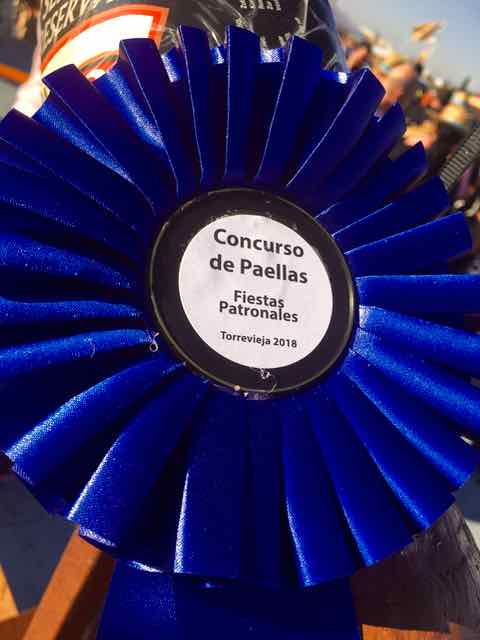 Concurso
de Paellas
Fiestas
Patronales
Torrevieja 2018